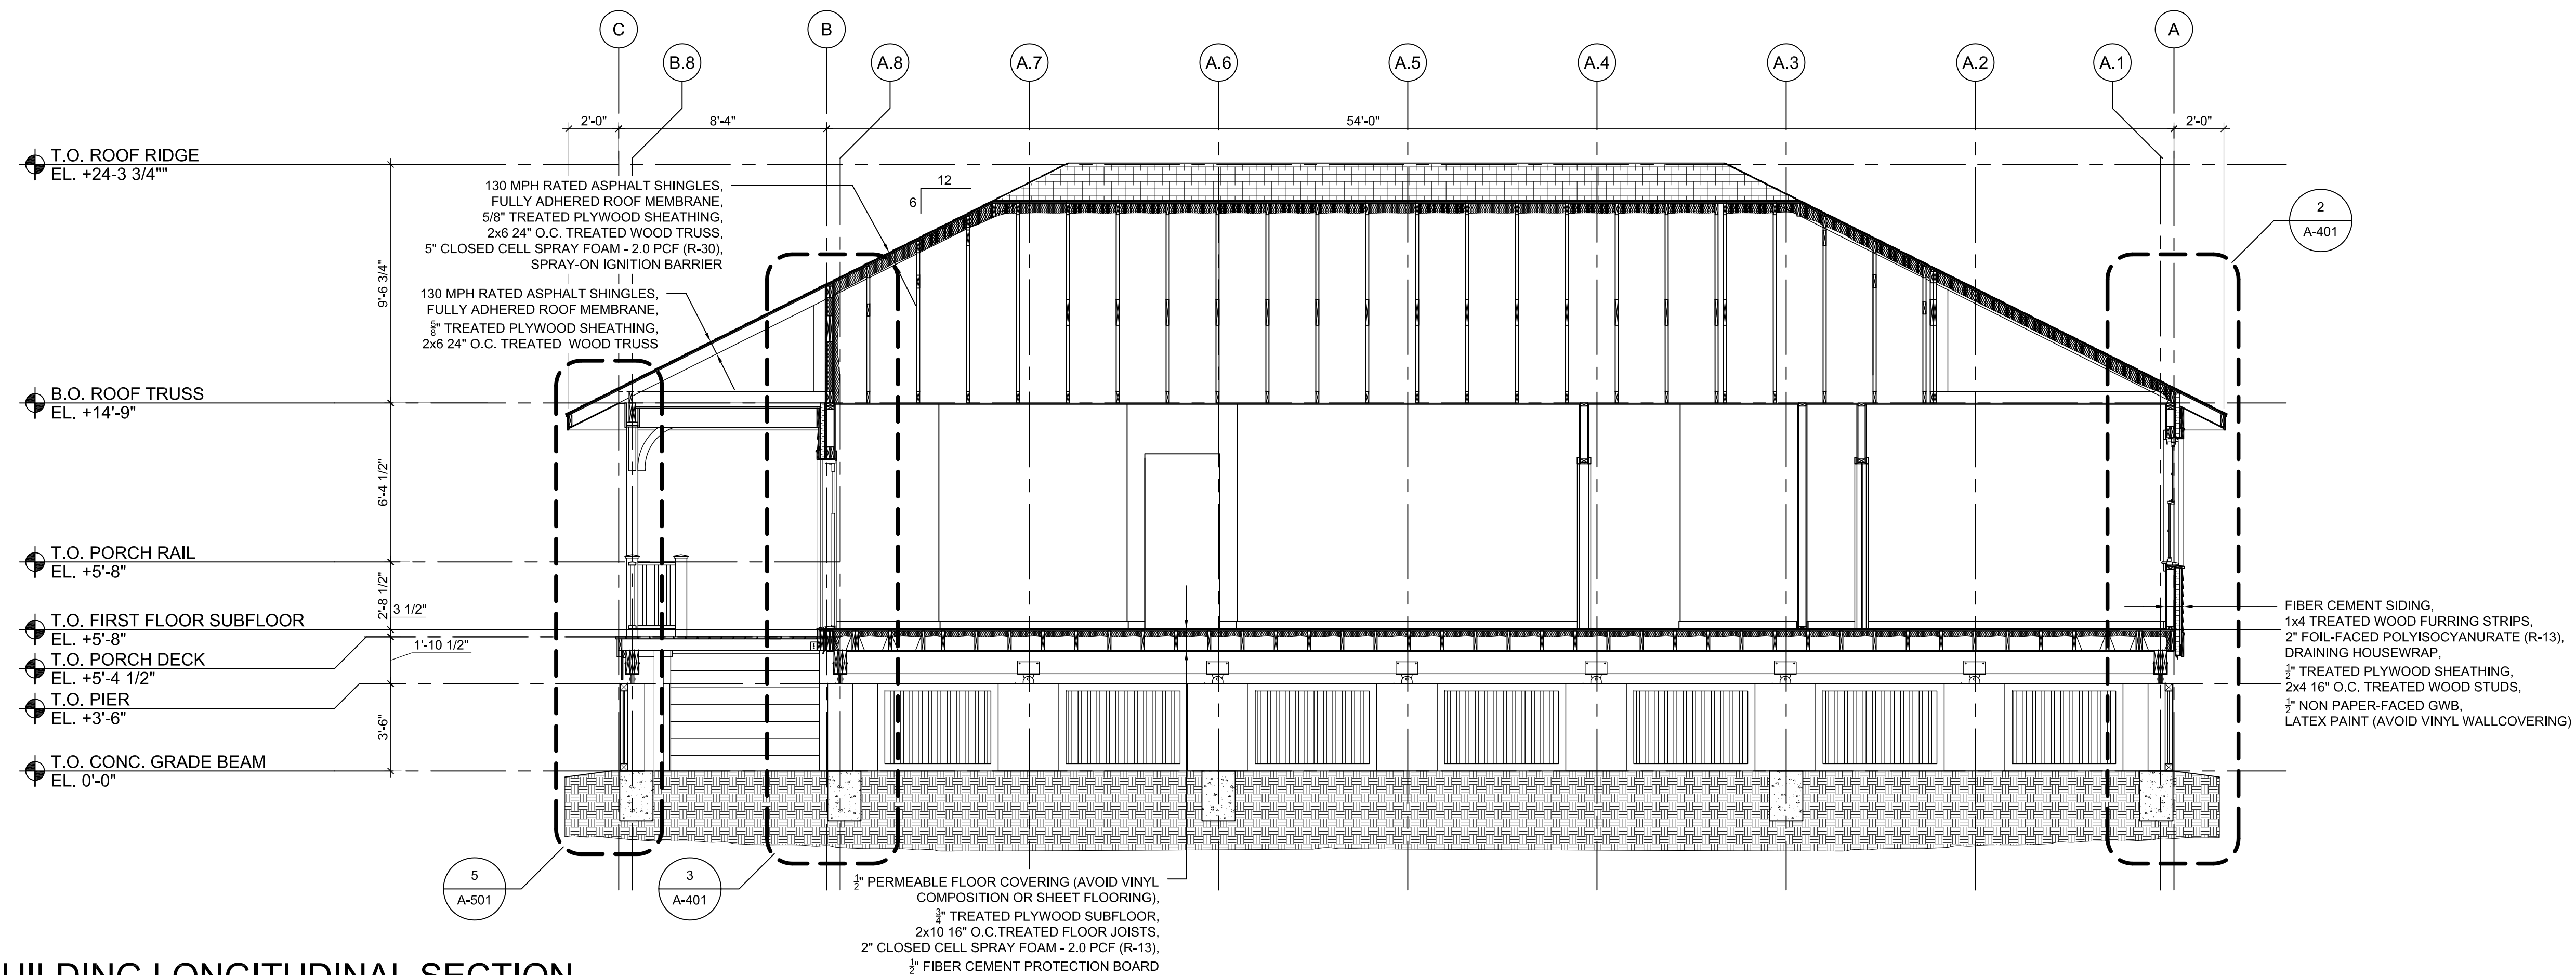 C
B
A
B.8
A.8
A.7
A.6
A.5
A.4
A.3
A.2
A.1
2'-0"
8'-4"
54'-0"
2'-0"
T.O. ROOF RIDGE
EL. +24-3 3/4""
130 MPH RATED ASPHALT SHINGLES,
FULLY ADHERED ROOF MEMBRANE,
5/8" TREATED PLYWOOD SHEATHING,
2x6 24" O.C. TREATED WOOD TRUSS,
5" CLOSED CELL SPRAY FOAM - 2.0 PCF (R-30),
SPRAY-ON IGNITION BARRIER
12
6
2
A-401
9'-6 3/4"
130 MPH RATED ASPHALT SHINGLES,
FULLY ADHERED ROOF MEMBRANE,
5/8" TREATED PLYWOOD SHEATHING,
2x6 24" O.C. TREATED WOOD TRUSS
B.O. ROOF TRUSS
EL. +14'-9"
6'-4 1/2"
T.O. PORCH RAIL
EL. +5'-8"
2'-8 1/2"
3 1/2"
T.O. FIRST FLOOR SUBFLOOR
EL. +5'-8"
1'-10 1/2"
T.O. PORCH DECK
EL. +5'-4 1/2"
T.O. PIER
EL. +3'-6"
3'-6"
T.O. CONC. GRADE BEAM
EL. 0'-0"
FIBER CEMENT SIDING,
1x4 TREATED WOOD FURRING STRIPS,
2" FOIL-FACED POLYISOCYANURATE (R-13),
DRAINING HOUSEWRAP,
1/2" TREATED PLYWOOD SHEATHING,
2x4 16" O.C. TREATED WOOD STUDS,
1/2" NON PAPER-FACED GWB,
LATEX PAINT (AVOID VINYL WALLCOVERING)
5
A-501
3
A-401
1/2" PERMEABLE FLOOR COVERING (AVOID VINYL
COMPOSITION OR SHEET FLOORING),
3/4" TREATED PLYWOOD SUBFLOOR,
2x10 16" O.C.TREATED FLOOR JOISTS,
2" CLOSED CELL SPRAY FOAM - 2.0 PCF (R-13),
1/2" FIBER CEMENT PROTECTION BOARD
UILDING LONGITUDINAL SECTION